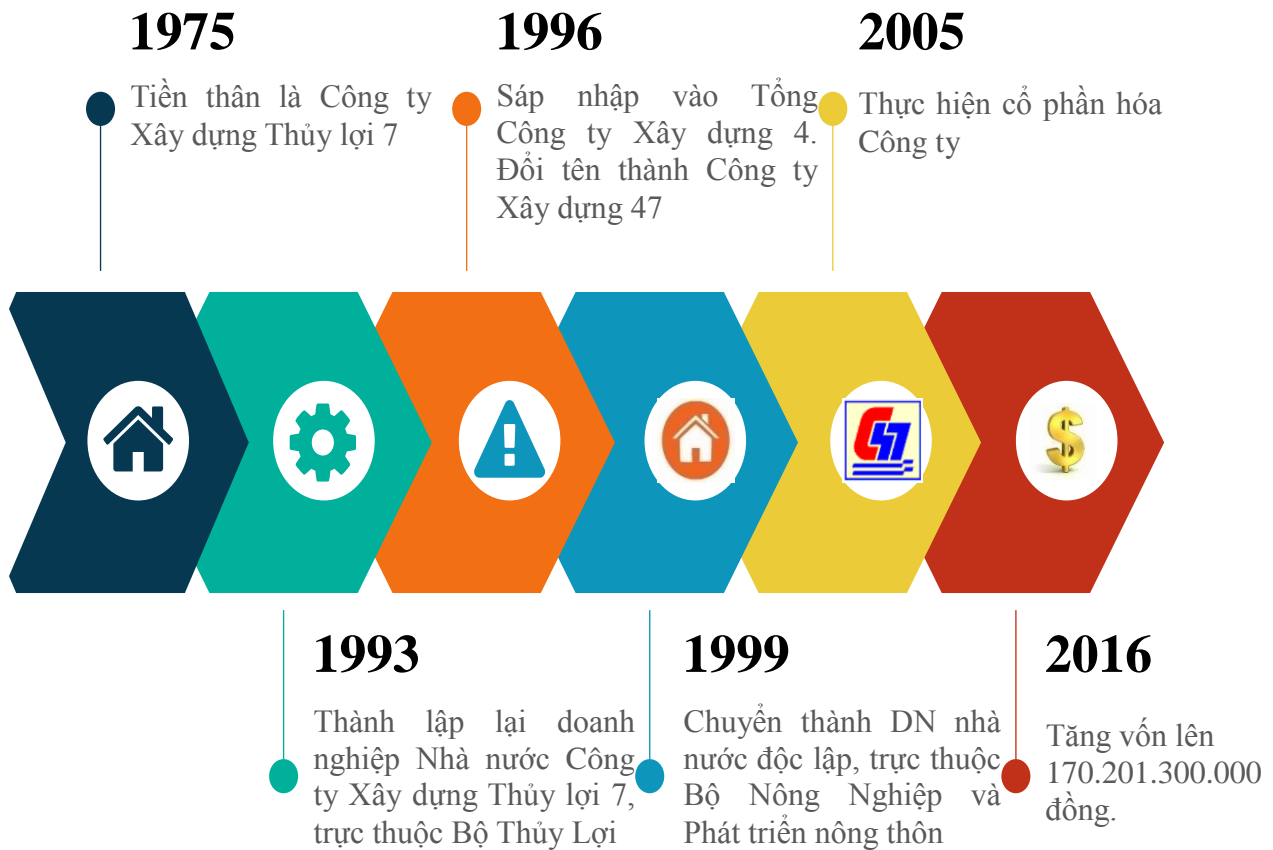 1975
Tiền thân là Công ty
Xây dựng Thủy lợi 7
1996
Sáp nhập vào Tổng
Công ty Xây dựng 4.
Đổi tên thành Công ty
Xây dựng 47
2005
Thực hiện cổ phần hóa
Công ty
C47
1993
Thành lập lại doanh
nghiệp Nhà nước Công
ty Xây dựng Thủy lợi 7,
trực thuộc Bộ Thủy Lợi
1999
Chuyển thành DN nhà
nước độc lập, trực thuộc
Bộ Nông Nghiệp và
Phát triển nông thôn
2016
Tăng vốn lên
170.201.300.000
đồng.